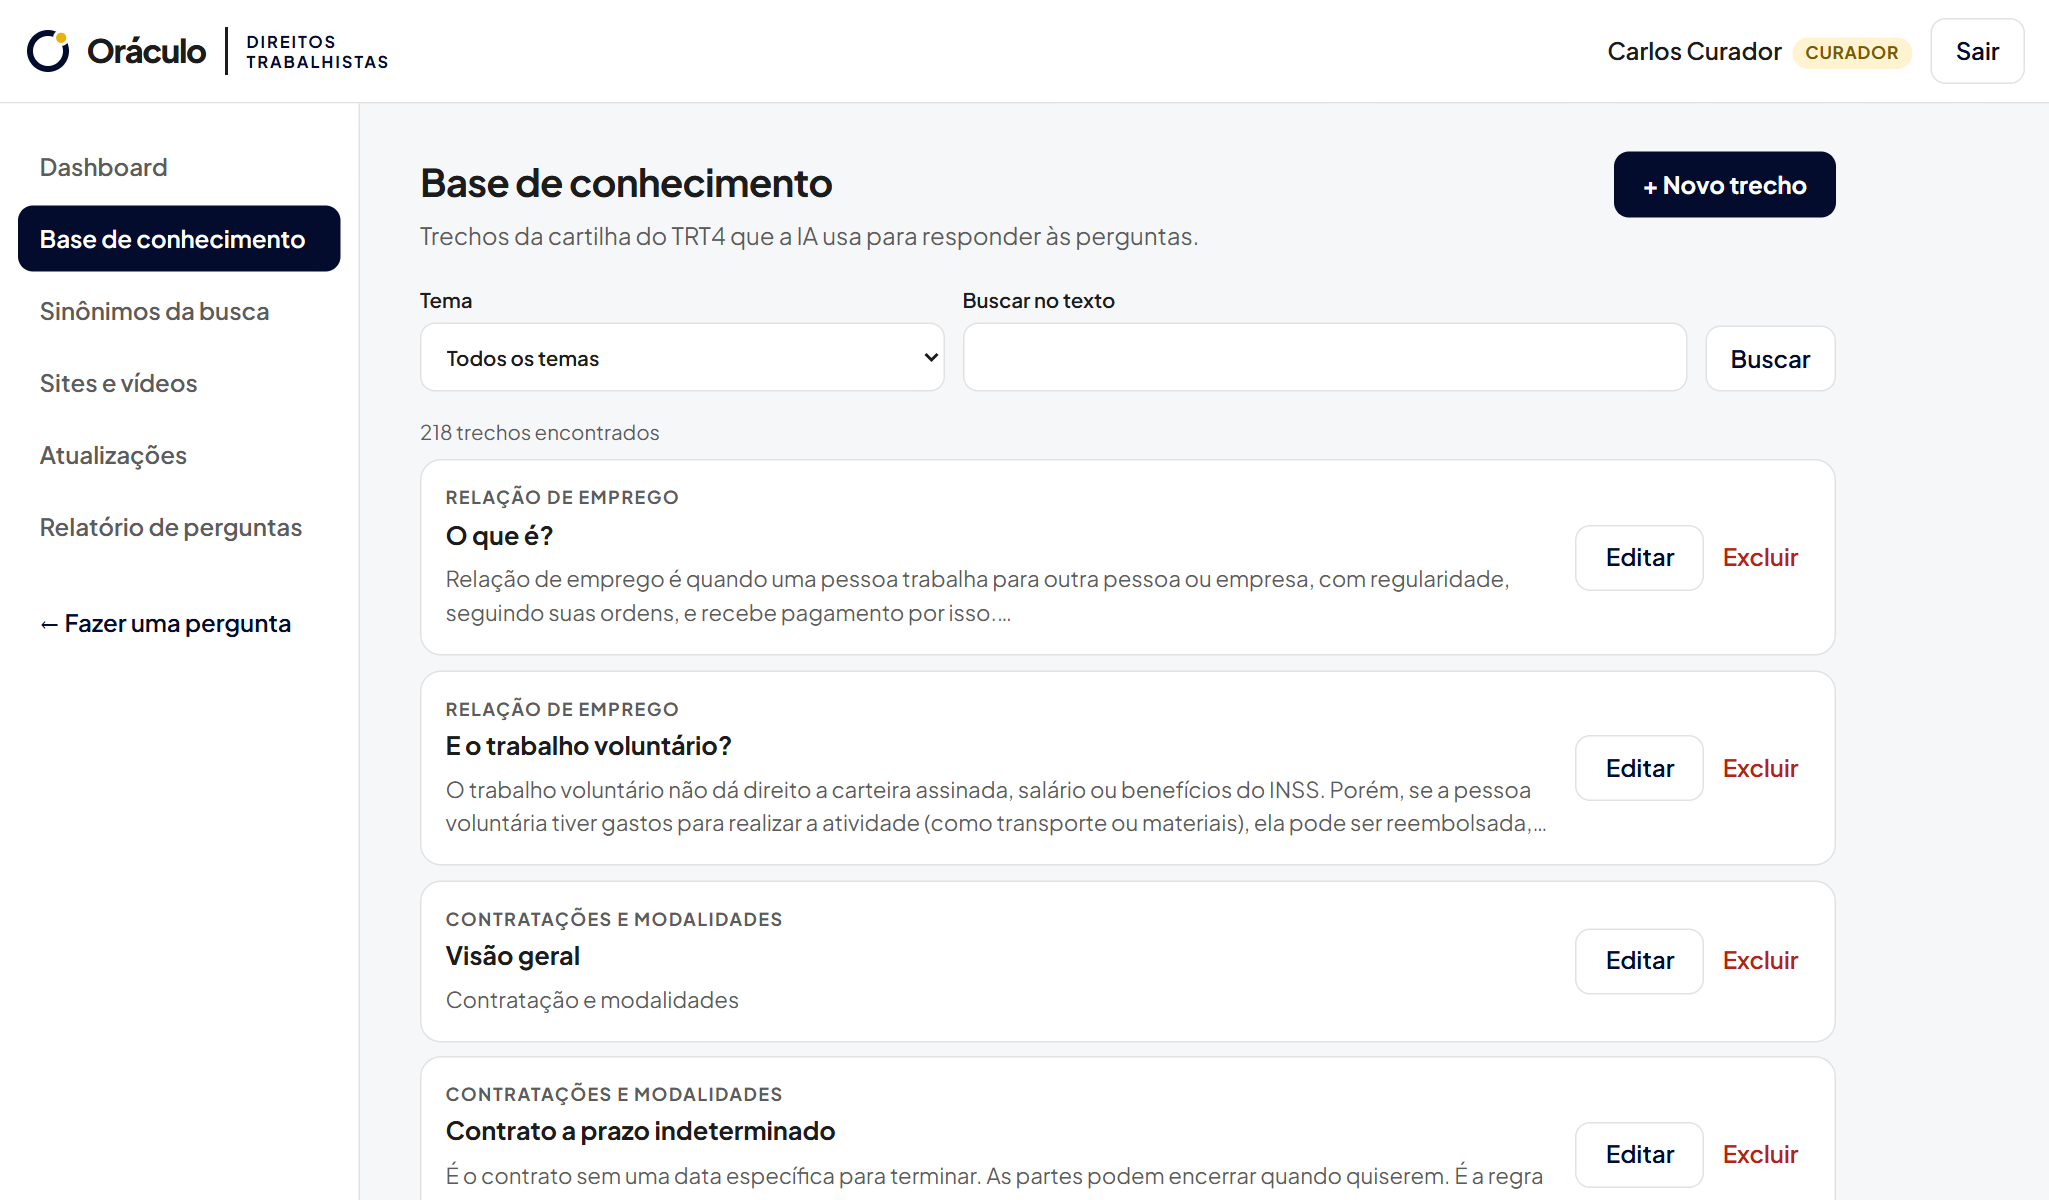 Oráculo
DIREITOS
TRABALHISTAS
Carlos Curador
CURADOR
Sair
Dashboard
Base de conhecimento
Sinônimos da busca
Sites e vídeos
Atualizações
Relatório de perguntas
← Fazer uma pergunta
Base de conhecimento
+ Novo trecho
Trechos da cartilha do TRT4 que a IA usa para responder às perguntas.
Tema
Buscar no texto
Todos os temas
Buscar
218 trechos encontrados
RELAÇÃO DE EMPREGO
O que é?
Relação de emprego é quando uma pessoa trabalha para outra pessoa ou empresa, com regularidade,
seguindo suas ordens, e recebe pagamento por isso.…
Editar
Excluir
RELAÇÃO DE EMPREGO
E o trabalho voluntário?
O trabalho voluntário não dá direito a carteira assinada, salário ou benefícios do INSS. Porém, se a pessoa
voluntária tiver gastos para realizar a atividade (como transporte ou materiais), ela pode ser reembolsada,…
Editar
Excluir
CONTRATAÇÕES E MODALIDADES
Visão geral
Contratação e modalidades
Editar
Excluir
CONTRATAÇÕES E MODALIDADES
Contrato a prazo indeterminado
É o contrato sem uma data específica para terminar. As partes podem encerrar quando quiserem. É a regra
Editar
Excluir